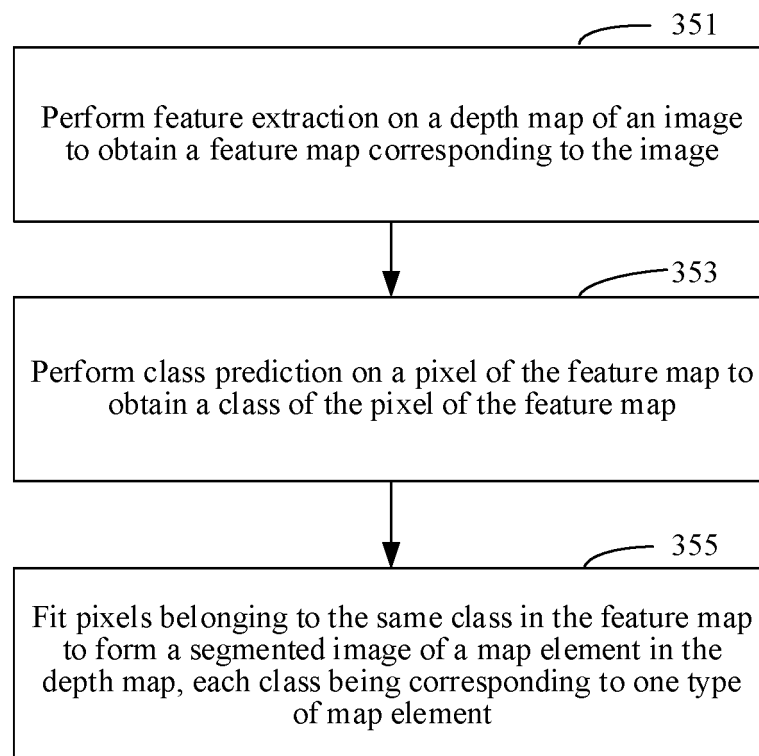 351
Perform feature extraction on a depth map of an image
to obtain a feature map corresponding to the image
353
Perform class prediction on a pixel of the feature map to
obtain a class of the pixel of the feature map
355
Fit pixels belonging to the same class in the feature map
to form a segmented image of a map element in the
depth map, each class being corresponding to one type
of map element